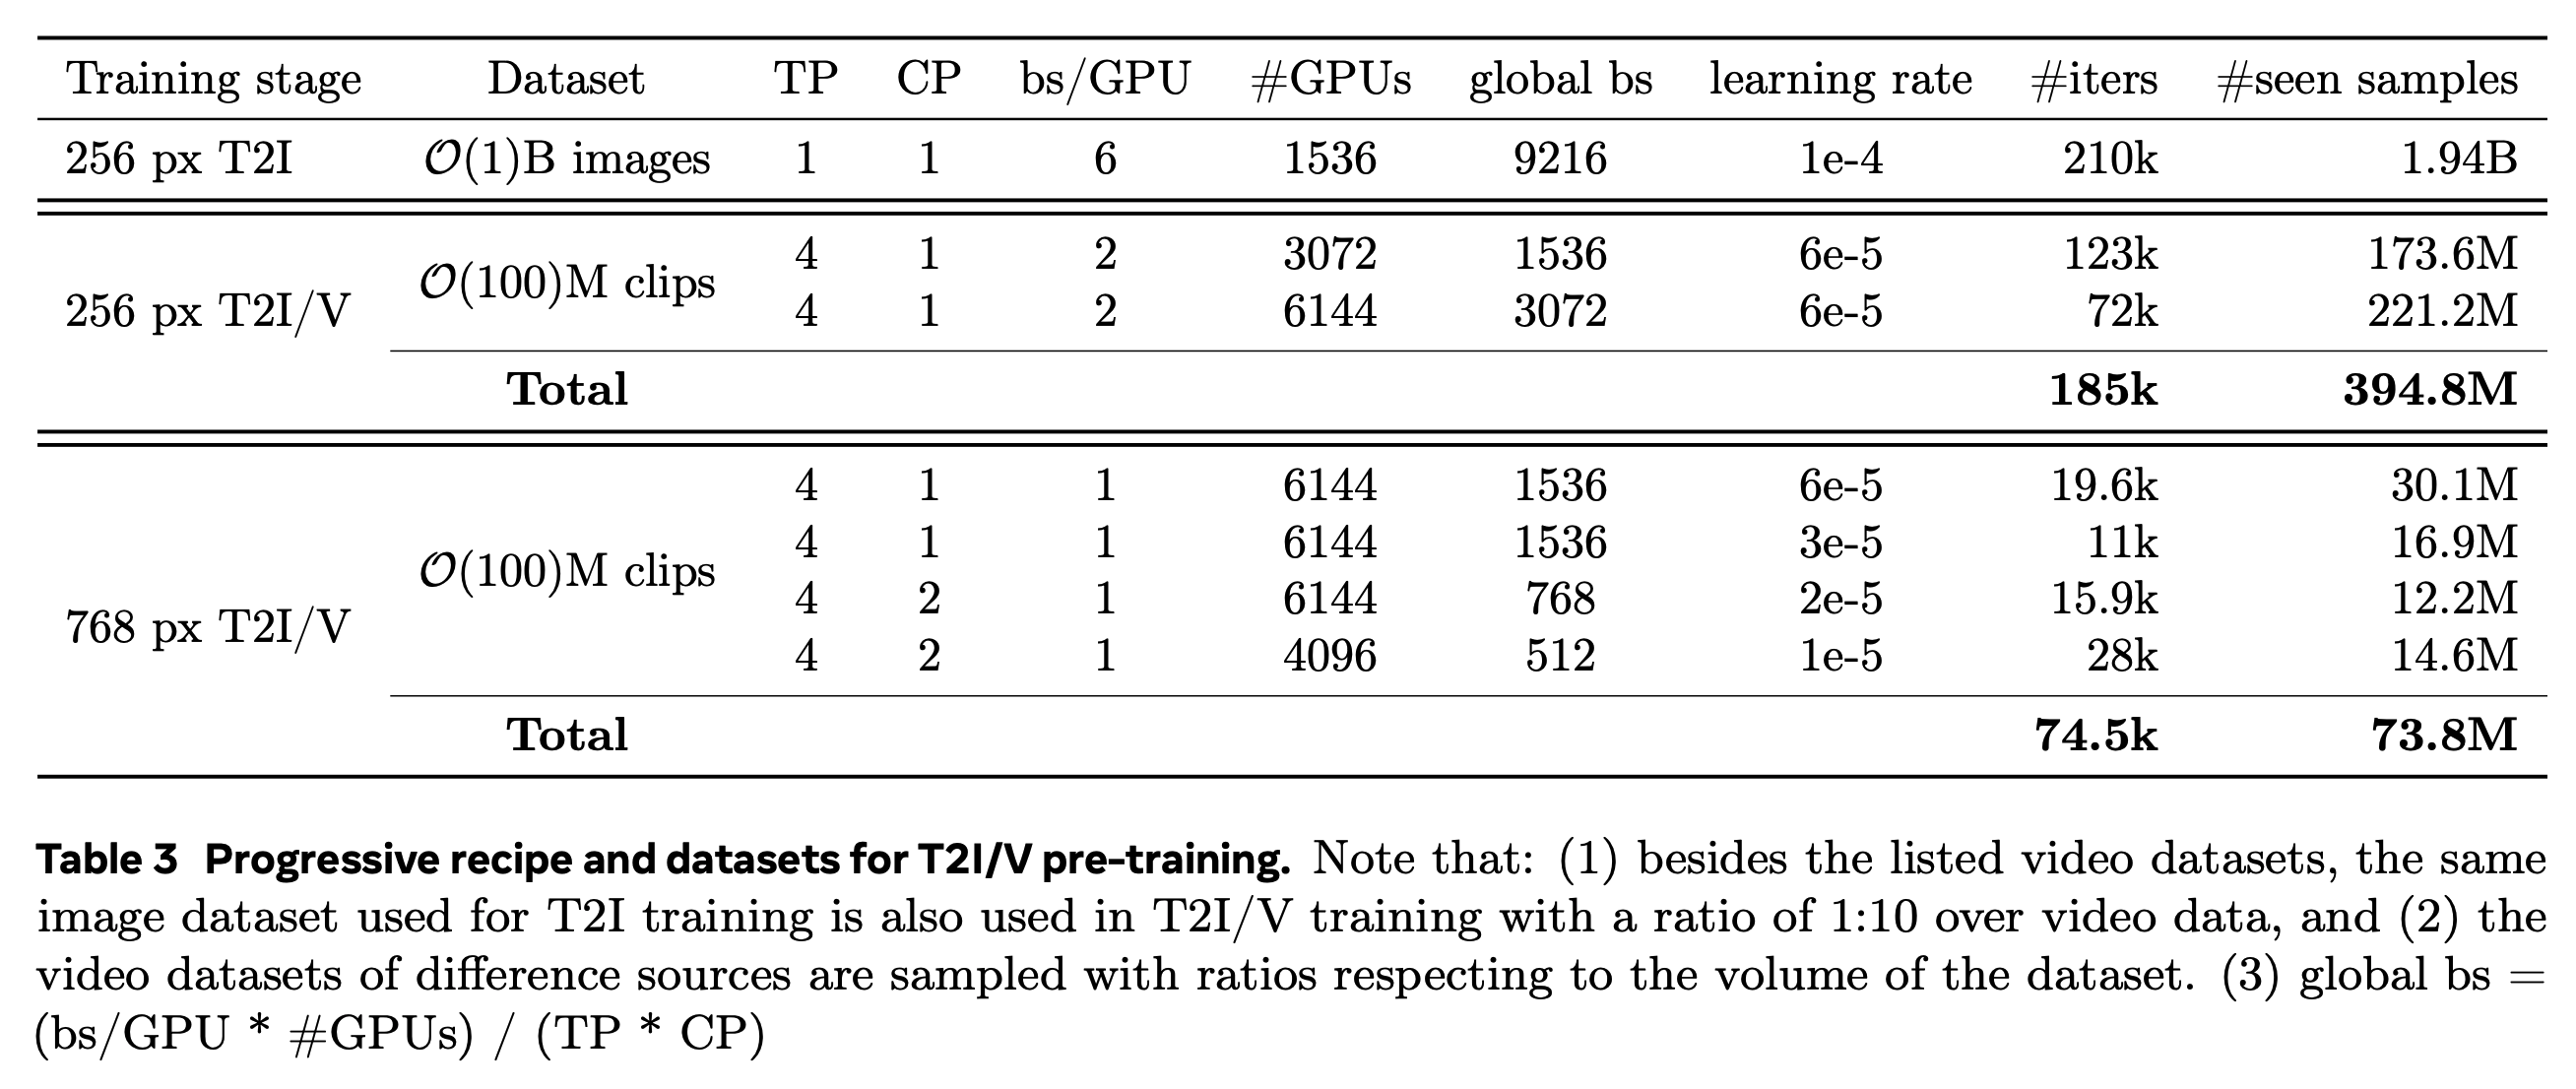 Training stage Dataset TP CP bs/GPU #GPUs global bs learning rate #iters #seen samples
256 px T2I 𝒪(1)B images 1 1 6 1536 9216 1e-4 210k 1.94B
256 px T2I/V 𝒪(100)M clips 4 1 2 3072 1536 6e-5 123k 173.6M
4 1 2 6144 3072 6e-5 72k 221.2M
Total 185k 394.8M
768 px T2I/V 𝒪(100)M clips 4 1 1 6144 1536 6e-5 19.6k 30.1M
4 1 1 6144 1536 3e-5 11k 16.9M
4 2 1 6144 768 2e-5 15.9k 12.2M
4 2 1 4096 512 1e-5 28k 14.6M
Total 74.5k 73.8M
Table 3 Progressive recipe and datasets for T2I/V pre-training. Note that: (1) besides the listed video datasets, the same
image dataset used for T2I training is also used in T2I/V training with a ratio of 1:10 over video data, and (2) the
video datasets of difference sources are sampled with ratios respecting to the volume of the dataset. (3) global bs =
(bs/GPU * #GPUs) / (TP * CP)